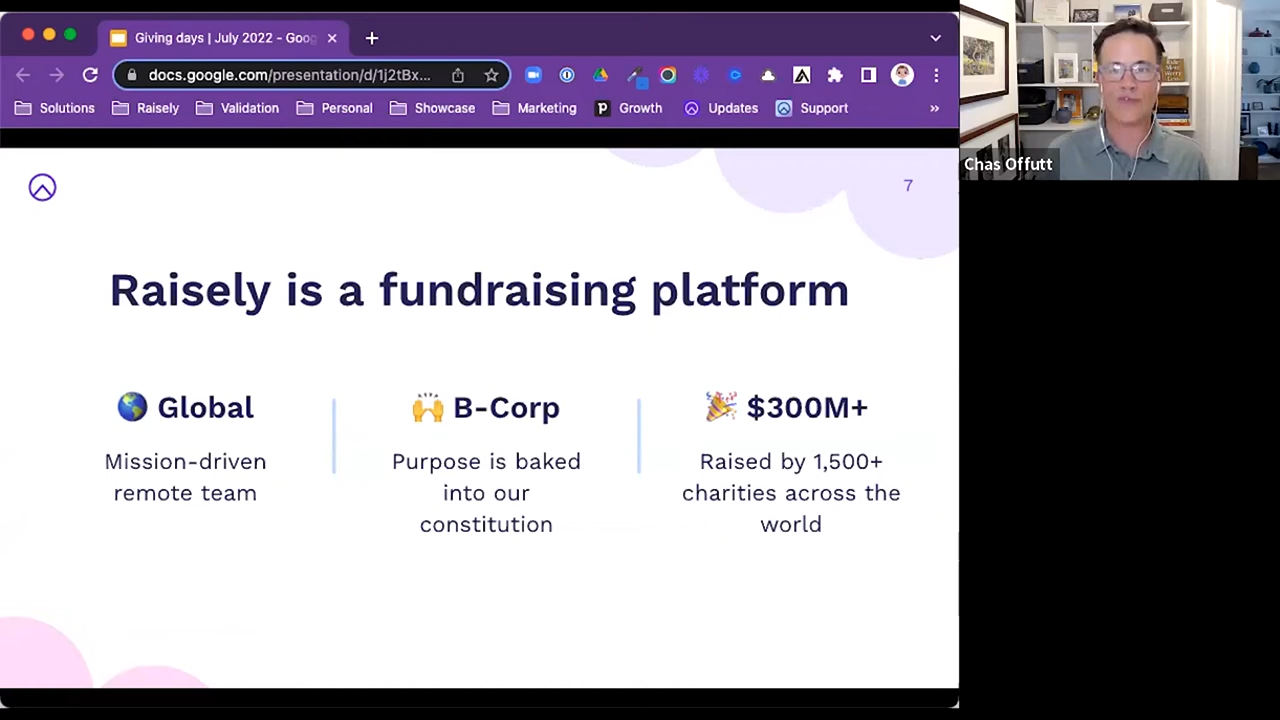 Giving days | July 2022 - Goo
docs.google.com/presentation/d/1j2tBx...
Solutions
Raisely
Validation
Personal
Showcase
Marketing
Growth
Updates
Support
»
Chas Offutt
7
Raisely is a fundraising platform
🌎 Global
Mission-driven
remote team
🙌 B-Corp
Purpose is baked
into our
constitution
🎉 $300M+
Raised by 1,500+
charities across the
world